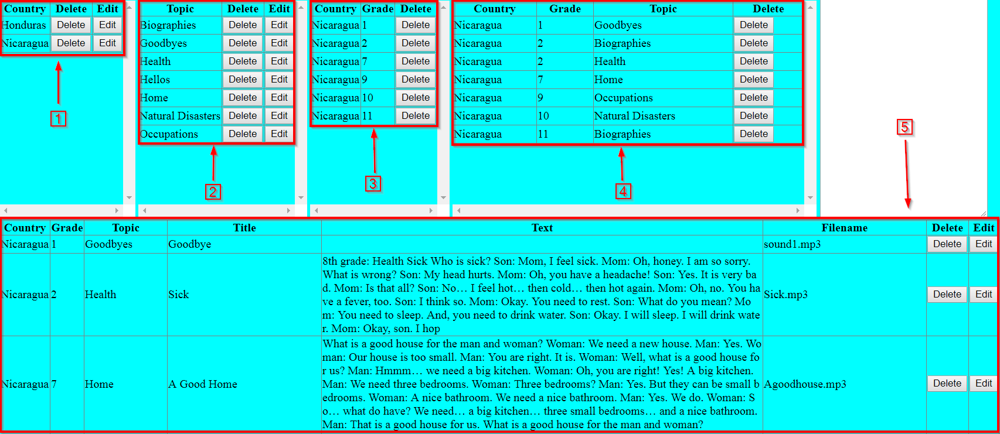 Country Delete Edit
Honduras Delete Edit
Nicaragua Delete Edit
1
Topic Delete Edit
Biographies Delete Edit
Goodbyes Delete Edit
Health Delete Edit
Hellos Delete Edit
Home Delete Edit
Natural Disasters Delete Edit
Occupations Delete Edit
2
Country Grade Delete
Nicaragua 1 Delete
Nicaragua 2 Delete
Nicaragua 7 Delete
Nicaragua 9 Delete
Nicaragua 10 Delete
Nicaragua 11 Delete
3
Country Grade Topic Delete
Nicaragua 1 Goodbyes Delete
Nicaragua 2 Biographies Delete
Nicaragua 2 Health Delete
Nicaragua 7 Home Delete
Nicaragua 9 Occupations Delete
Nicaragua 10 Natural Disasters Delete
Nicaragua 11 Biographies Delete
4
5
Country Grade Topic Title Text Filename Delete Edit
Nicaragua 1 Goodbyes Goodbye sound1.mp3 Delete Edit
Nicaragua 2 Health Sick
8th grade: Health Sick Who is sick? Son: Mom, I feel sick. Mom: Oh, honey. I am so sorry.
What is wrong? Son: My head hurts. Mom: Oh, you have a headache! Son: Yes. It is very ba
d. Mom: Is that all? Son: No… I feel hot… then cold… then hot again. Mom: Oh, no. You ha
ve a fever, too. Son: I think so. Mom: Okay. You need to rest. Son: What do you mean? Mo
m: You need to sleep. And, you need to drink water. Son: Okay. I will sleep. I will drink wate
r. Mom: Okay, son. I hop
Sick.mp3 Delete Edit
Nicaragua 7 Home A Good Home
What is a good house for the man and woman? Woman: We need a new house. Man: Yes. Wo
man: Our house is too small. Man: You are right. It is. Woman: Well, what is a good house fo
r us? Man: Hmmm… we need a big kitchen. Woman: Oh, you are right! Yes! A big kitchen.
Man: We need three bedrooms. Woman: Three bedrooms? Man: Yes. But they can be small b
edrooms. Woman: A nice bathroom. We need a nice bathroom. Man: Yes. We do. Woman: S
o… what do have? We need… a big kitchen… three small bedrooms… and a nice bathroom.
Man: That is a good house for us. What is a good house for the man and woman?
Agoodhouse.mp3 Delete Edit